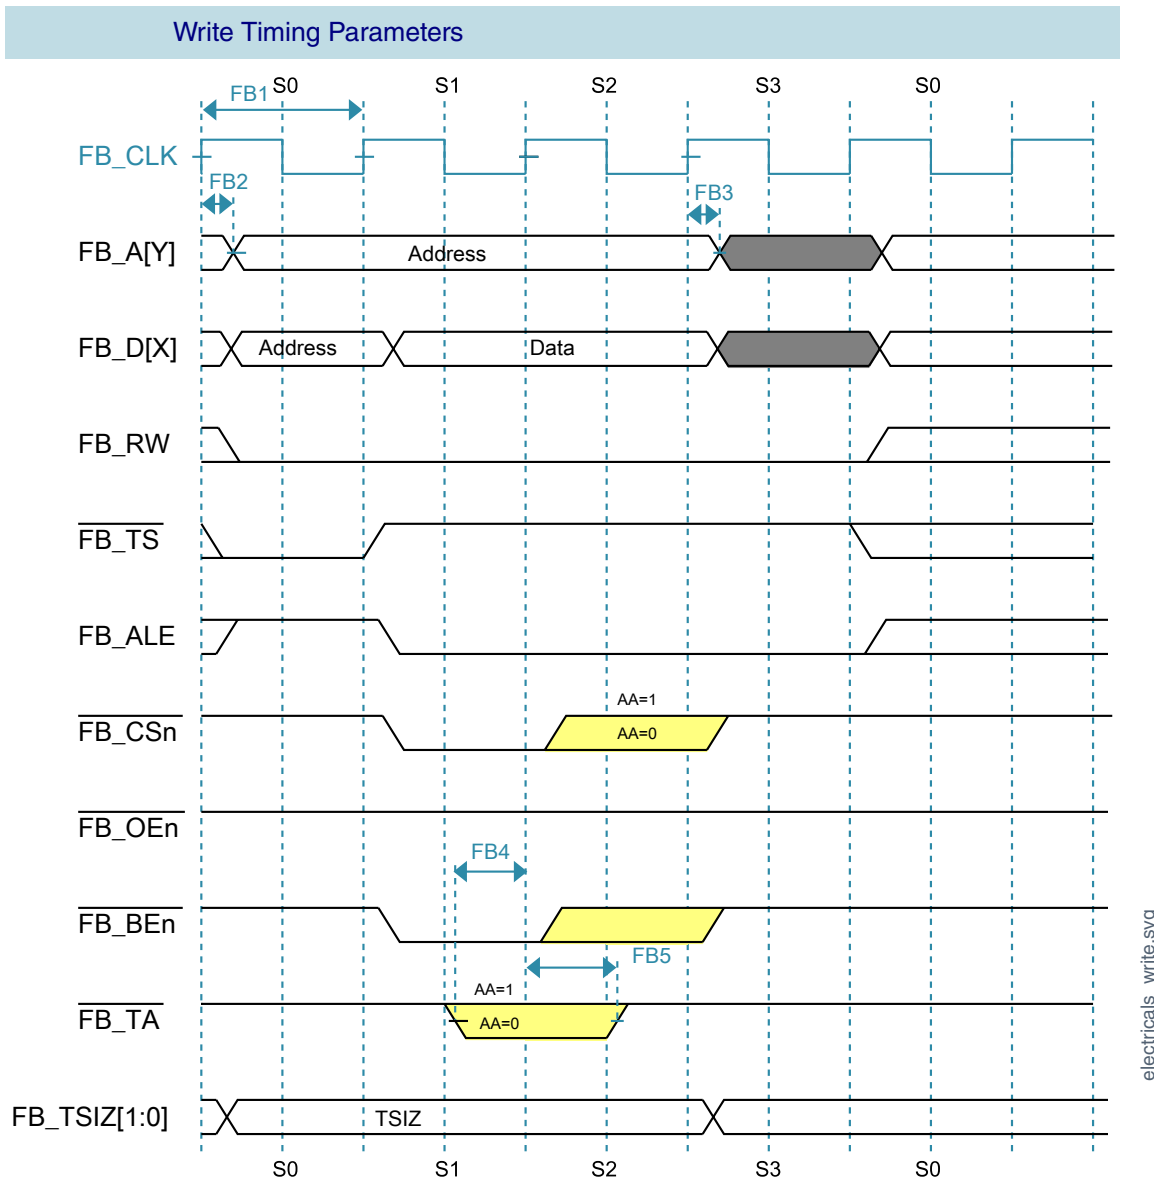 Write Timing Parameters
S0 S1 S2 S3 S0
FB1
FB_CLK
FB2 FB3
FB_A[Y] Address
FB_D[X] Address Data
FB_RW
FB_TS
FB_ALE
AA=1
FB_CSn AA=0
FB_OEn
FB4
FB_BEn
FB5
AA=1
FB_TA AA=0
FB_TSIZ[1:0] TSIZ
S0 S1 S2 S3 S0
electricals_write.svg